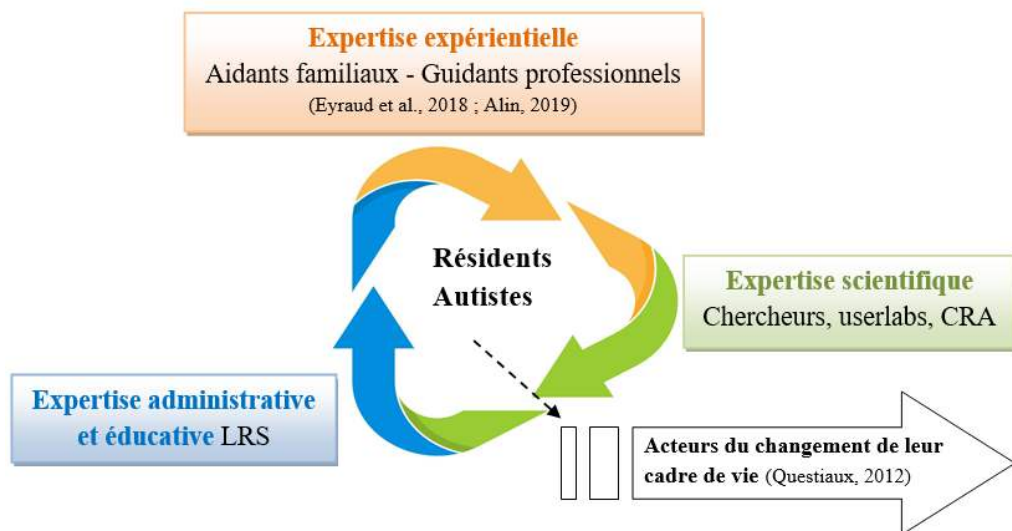 Expertise expérientielle
Aidants familiaux - Guidants professionnels
(Eyraud et al., 2018 ; Alin, 2019)
Résidents
Autistes
Expertise scientifique
Chercheurs, userlabs, CRA
Expertise administrative
et éducative LRS
Acteurs du changement de leur
cadre de vie (Questiaux, 2012)